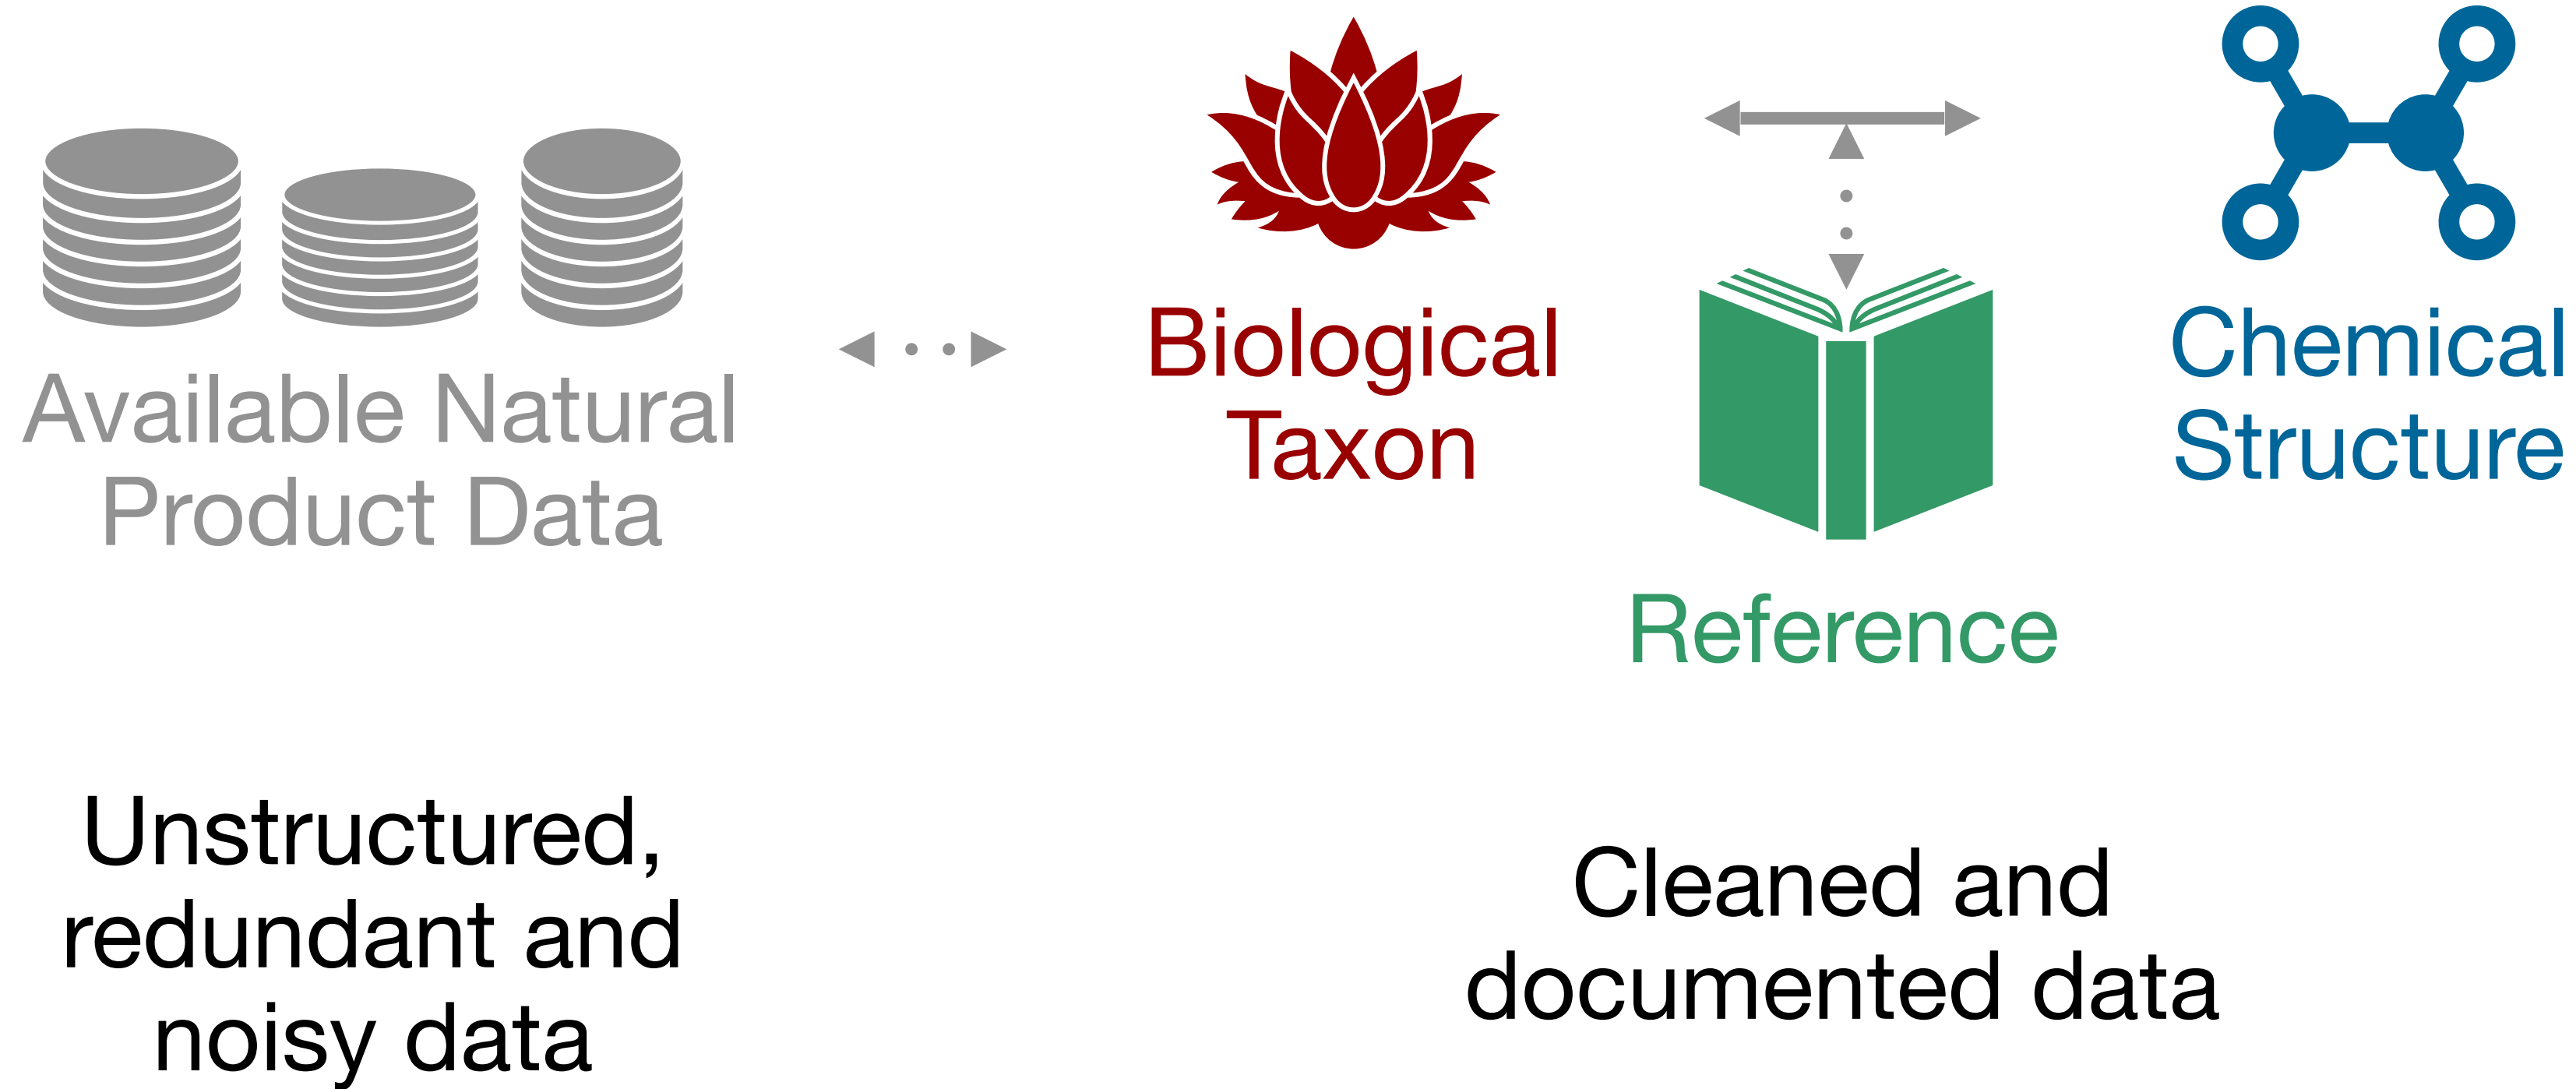 Available Natural
Product Data
Biological
Taxon
Reference
Chemical
Structure
Unstructured,
redundant and
noisy data
Cleaned and
documented data